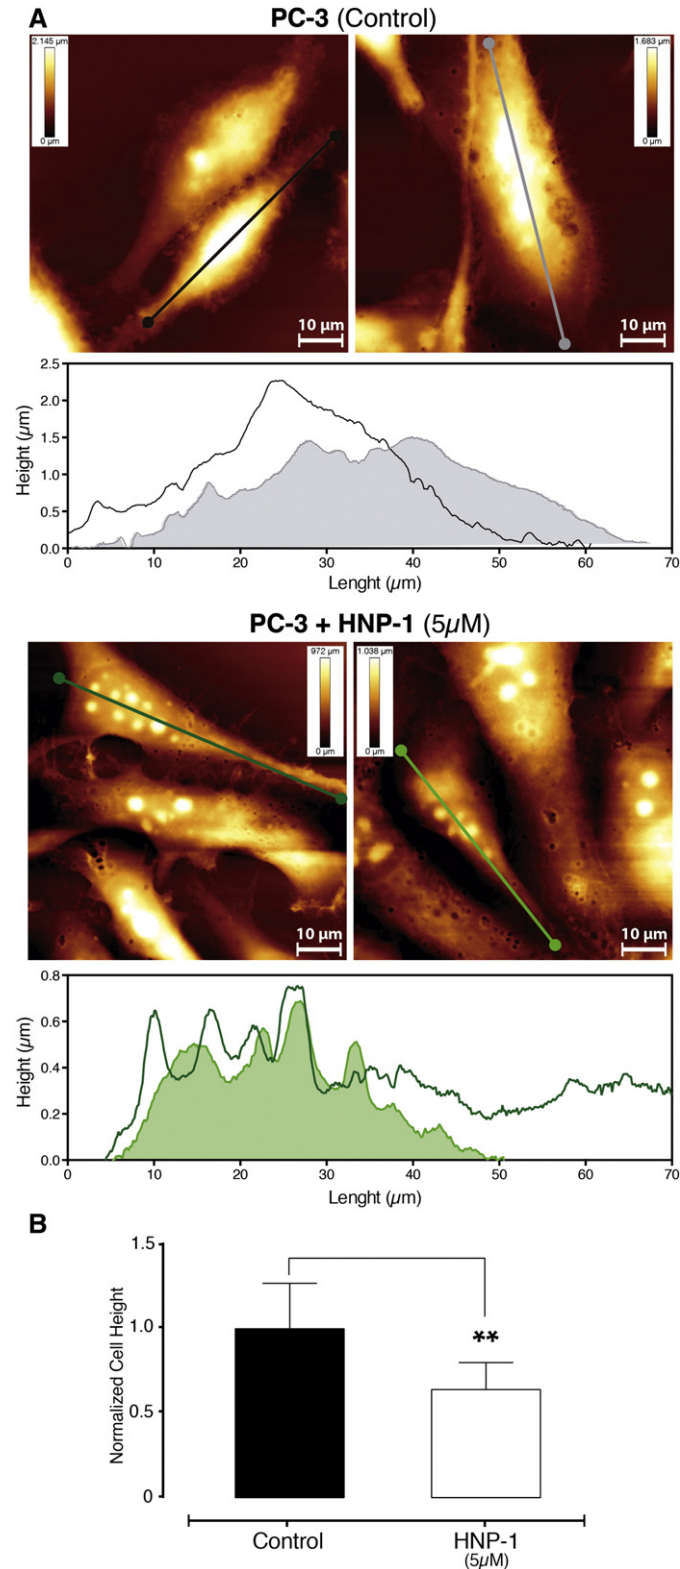 A
PC-3 (Control)
2.145 µm
0 µm
10 µm
1.683 µm
0 µm
10 µm
Height (µm)
2.5
2.0
1.5
1.0
0.5
0.0
0 10 20 30 40 50 60 70
Lenght (µm)
PC-3 + HNP-1 (5µM)
972 µm
0 µm
10 µm
1.038 µm
0 µm
10 µm
Height (µm)
0.8
0.6
0.4
0.2
0.0
0 10 20 30 40 50 60 70
Lenght (µm)
B
Normalized Cell Height
1.5
1.0
0.5
0
**
Control
HNP-1
(5µM)